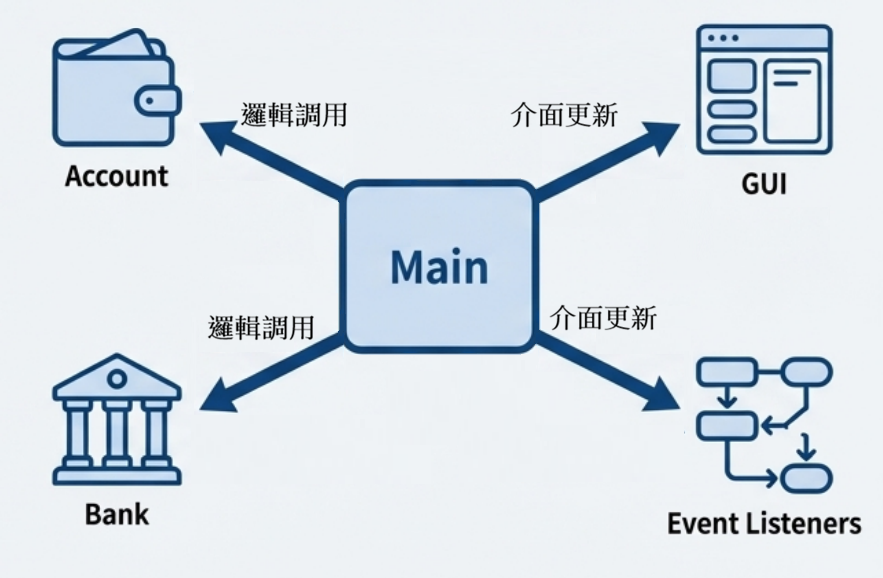 邏輯調用
介面更新
Account
GUI
Main
邏輯調用
介面更新
Bank
Event Listeners